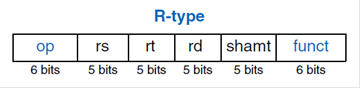 R-type
op rs rt rd shamt funct
6 bits 5 bits 5 bits 5 bits 5 bits 6 bits